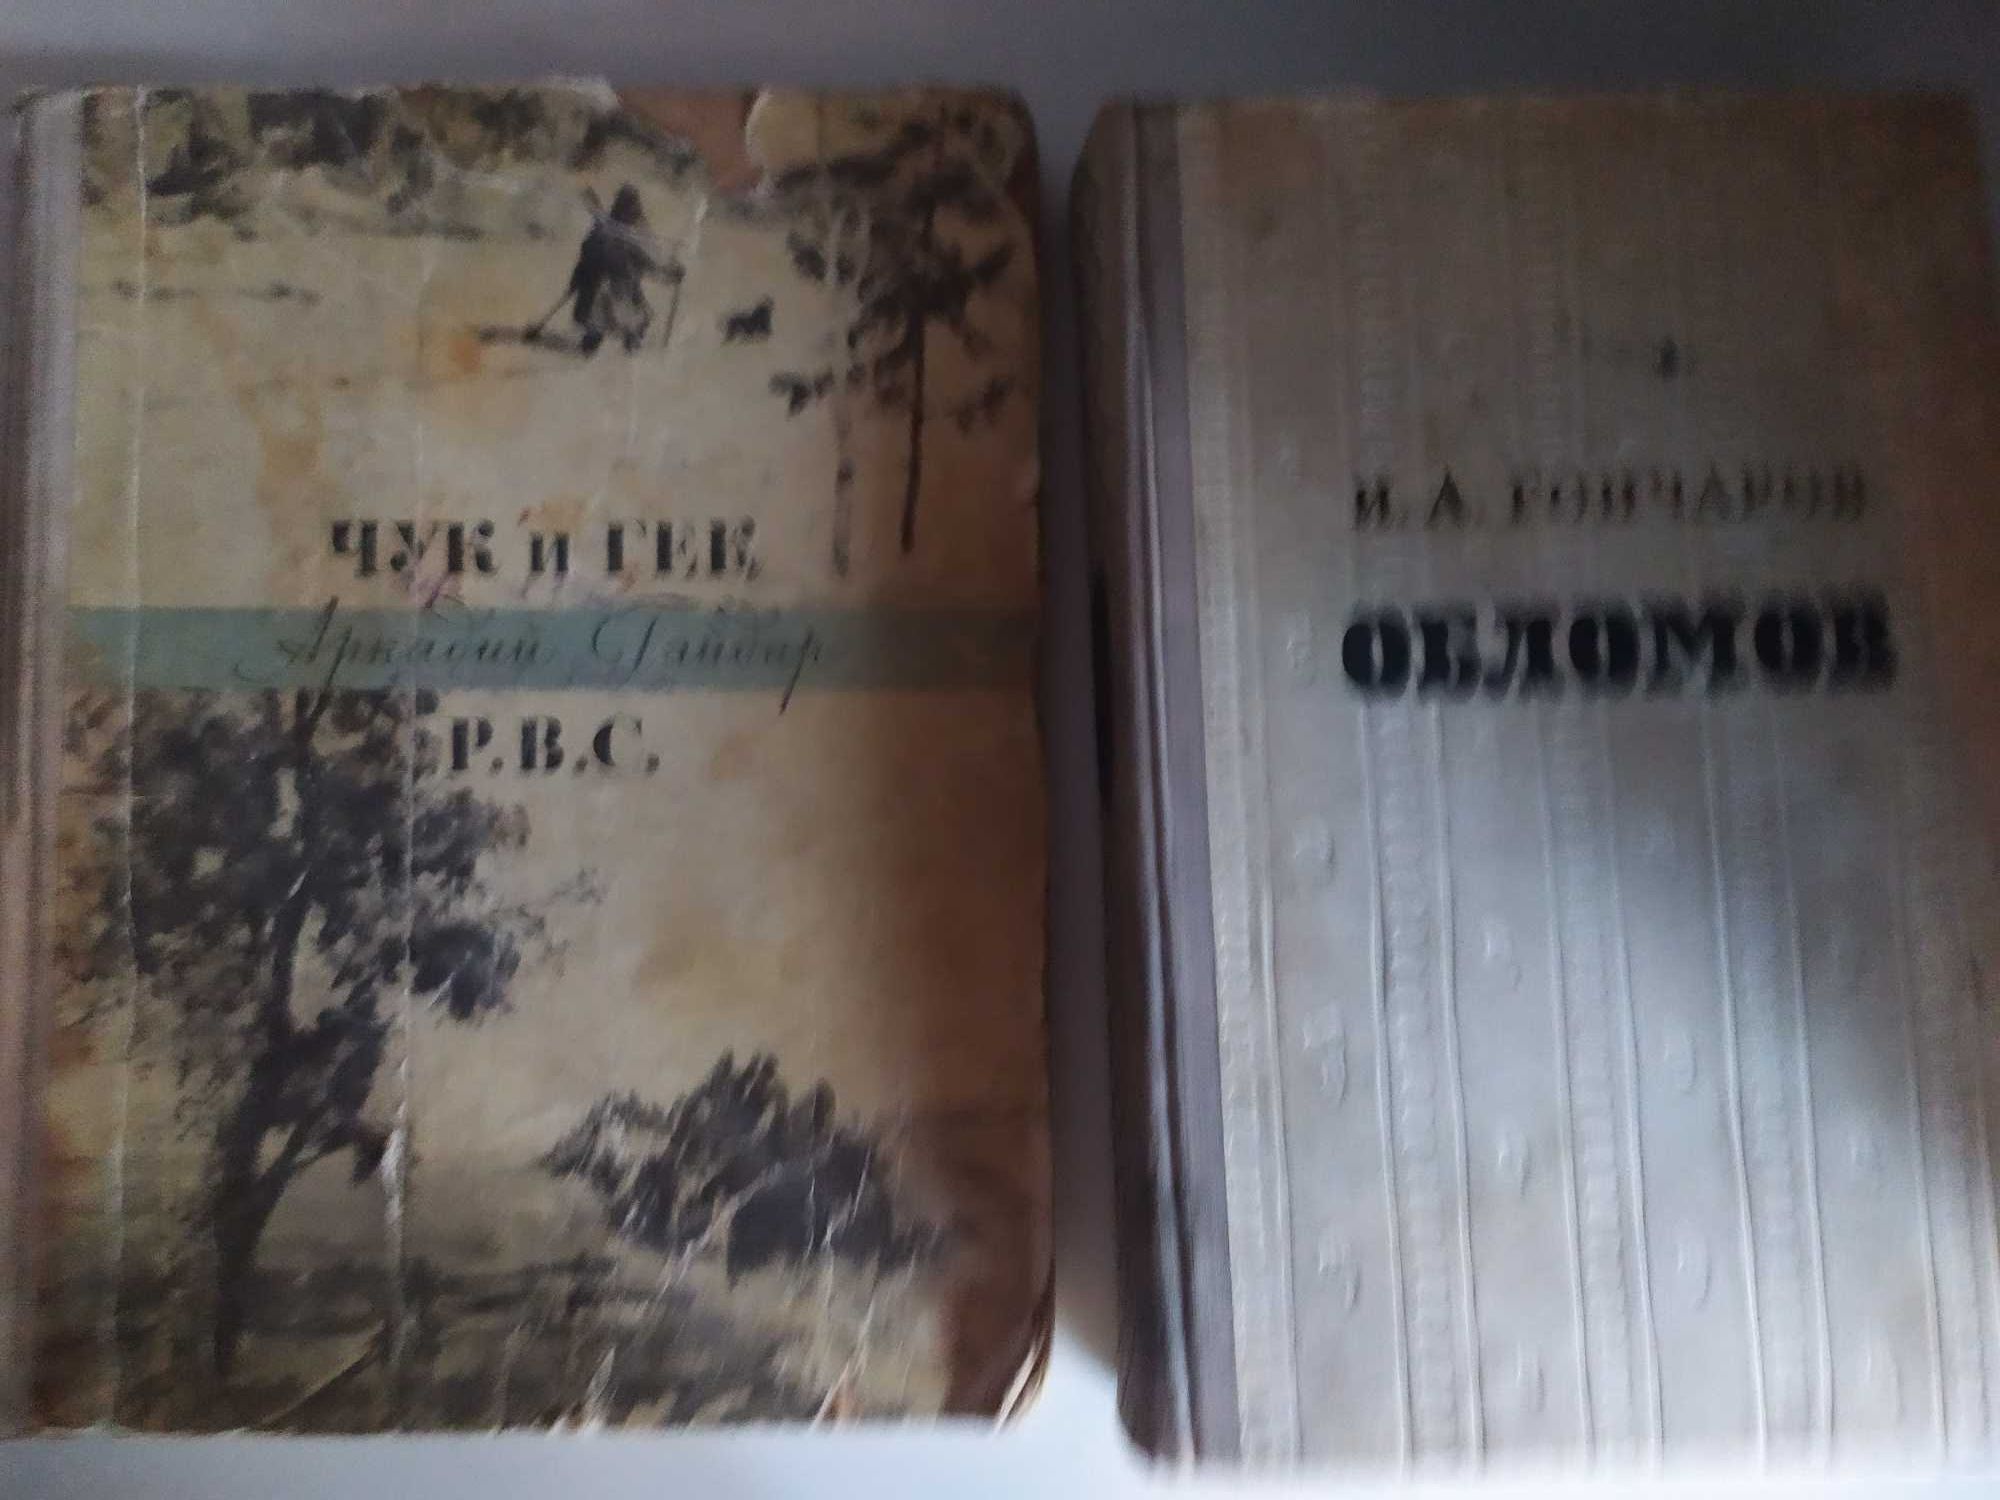 ЧУК и ГЕК
Аркадий Гайдар
Р.В.С.
И. А. ГОНЧАРОВ
ОБЛОМОВ